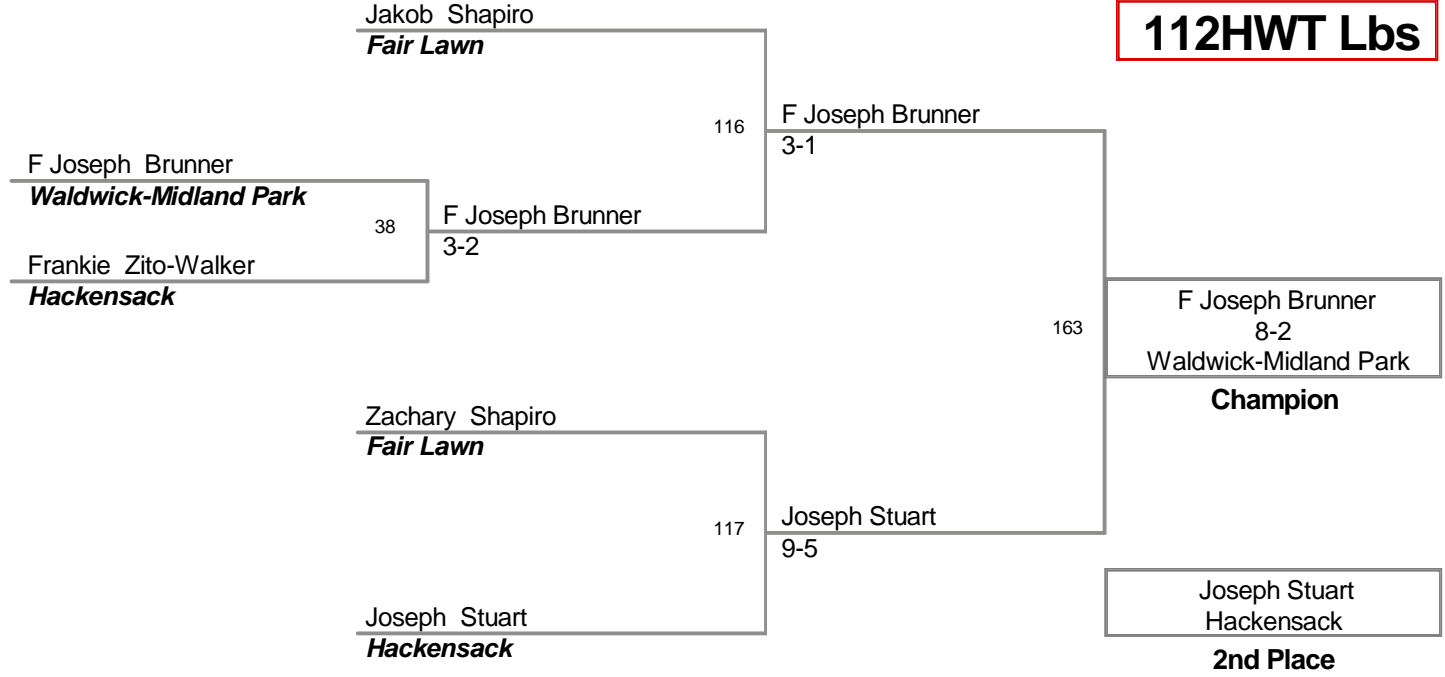 Jakob Shapiro
Fair Lawn
112HWT Lbs
116
F Joseph Brunner
3-1
F Joseph Brunner
Waldwick-Midland Park
38
F Joseph Brunner
3-2
Frankie Zito-Walker
Hackensack
163
F Joseph Brunner
8-2
Waldwick-Midland Park
Champion
Zachary Shapiro
Fair Lawn
117
Joseph Stuart
9-5
Joseph Stuart
Hackensack
Joseph Stuart
Hackensack
2nd Place